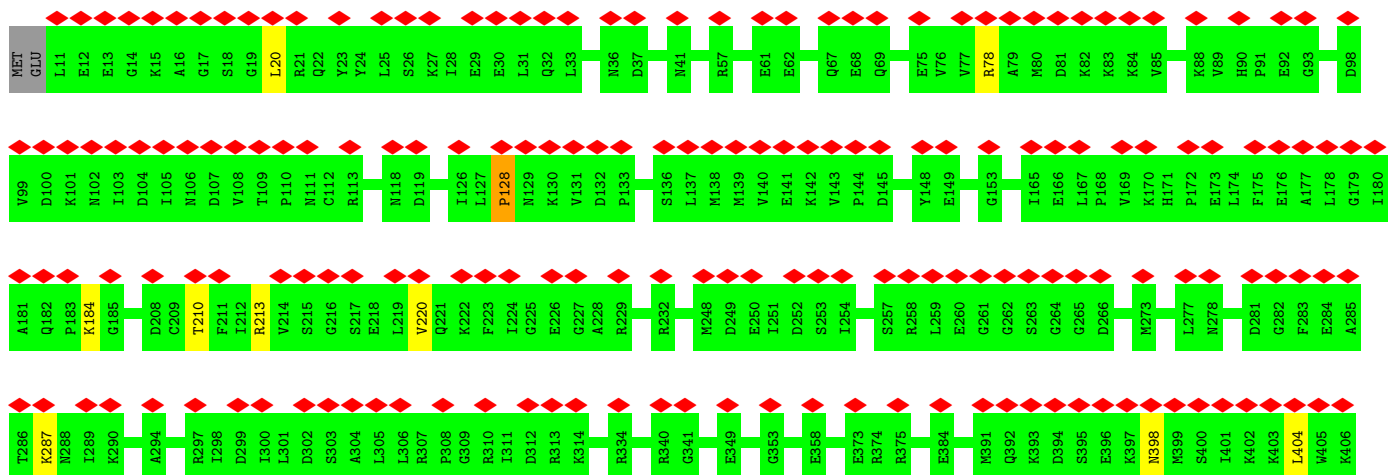 MET GLU L11 E12 E13 G14 K15 A16 G17 S18 G19 L20 R21 Q22 Y23 Y24 L25 S26 K27 I28 E29 E30 L31 Q32 L33 N36 D37 N41 R57 E61 E62 Q67 E68 Q69 E75 V76 V77 R78 A79 M80 D81 K82 K83 K84 V85 K88 V89 H90 P91 E92 G93 D98
V99 D100 K101 N102 I103 D104 I105 N106 D107 V108 T109 P110 N111 C112 R113 N118 D119 I126 L127 P128 N129 K130 V131 D132 P133 S136 L137 M138 M139 V140 E141 K142 V143 P144 D145 Y148 E149 G153 I165 E166 L167 P168 V169 K170 H171 P172 E173 L174 F175 E176 A177 L178 G179 I180
A181 Q182 P183 K184 G185 D208 C209 T210 F211 I212 R213 V214 S215 G216 S217 E218 L219 V220 Q221 K222 F223 I224 G225 E226 G227 A228 R229 R232 M248 D249 E250 I251 D252 S253 I254 S257 R258 L259 E260 G261 G262 S263 G264 G265 D266 M273 L277 N278 D281 G282 F283 E284 A285
T286 K287 N288 I289 K290 A294 R297 I298 D299 I300 L301 D302 S303 A304 L305 L306 R307 P308 G309 R310 I311 D312 R313 K314 R334 R340 G341 E349 G353 E358 E373 R374 R375 E384 M391 Q392 K393 D394 S395 E396 K397 N398 M399 S400 I401 K402 K403 L404 W405 K406